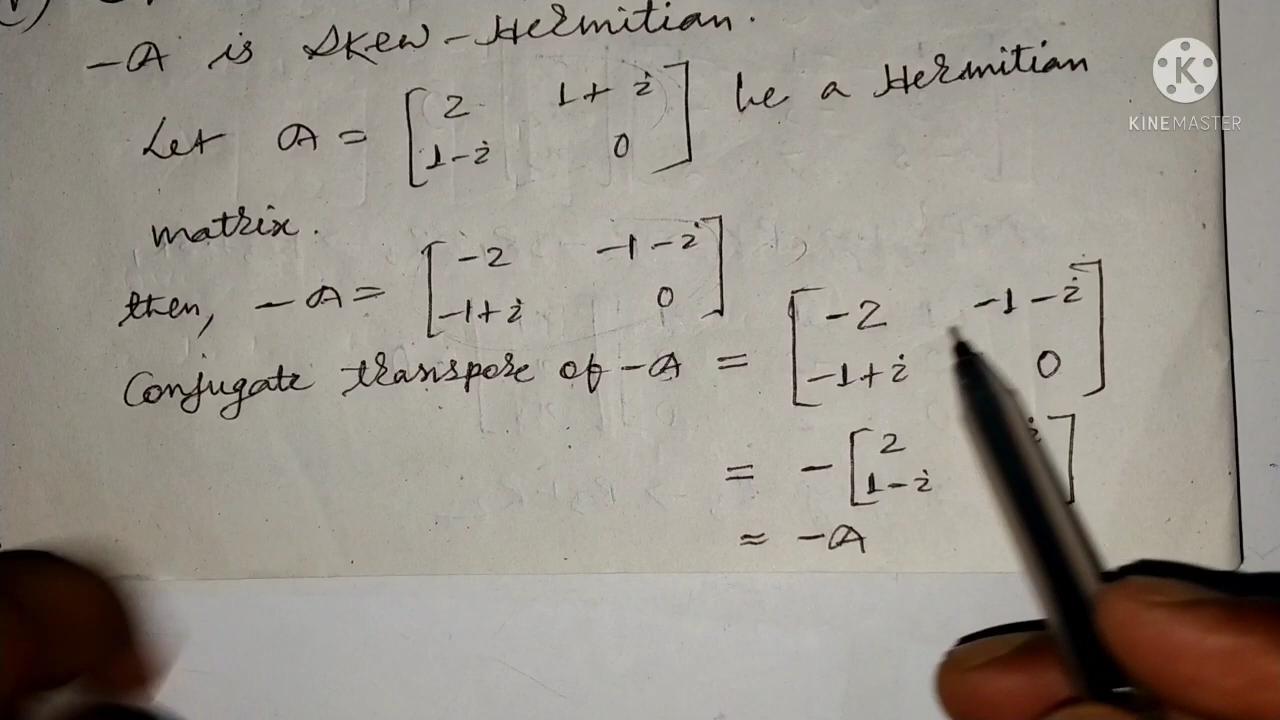 -A is Skew-Hermitian.
Let A = [2 1+i
1-i 0] be a Hermitian
matrix.
then, -A = [-2 -1-i
-1+i 0]
Conjugate transpose of -A = [-2 -1-i
-1+i 0]
= -[2 i
1-i ]
= -A
K
KINEMASTER